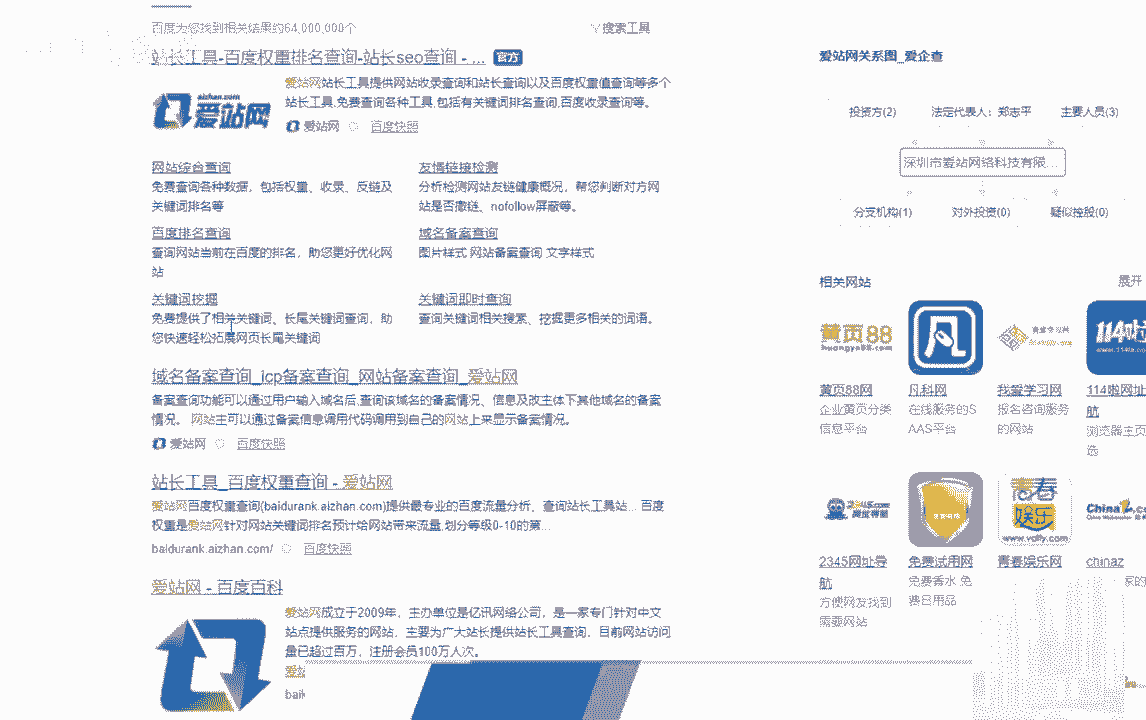 百度为您找到相关结果约64,000,000个
搜索工具
站长工具-百度权重排名查询-站长seo查询 - ...
官方
爱站网站长工具提供网站收录查询和站长查询以及百度权重值查询等多个
站长工具,免费查询各种工具,包括有关键词排名查询,百度收录查询等。
aizhan.com
爱站网
爱站网
百度快照
网站综合查询
免费查询各种数据，包括权重、收录、反链及
关键词排名等
友情链接检测
分析检测网站友链健康概况，帮您判断对方网
站是否撤链、nofollow屏蔽等。
百度排名查询
查询网站当前在百度的排名，助您更好优化网
站
域名备案查询
图片样式 网站备案查询 文字样式
关键词挖掘
免费提供了相关关键词、长尾关键词查询，助
您快速轻松拓展网页长尾关键词
关键词即时查询
查询关键词相关搜素、挖掘更多相关的词语。
域名备案查询_icp备案查询_网站备案查询_爱站网
备案查询功能可以通过用户输入域名后,查询该域名的备案情况、信息及改主体下其他域名的备案
情况。 网站主可以通过备案信息调用代码调用到自己的网站上来显示备案情况。
爱站网
百度快照
站长工具_百度权重查询 - 爱站网
爱站网百度权重查询(baidurank.aizhan.com)提供最专业的百度流量分析、查询站长工具站... 百度
权重是爱站网针对网站关键词排名预计给网站带来流量,划分等级0-10的第...
baidurank.aizhan.com/
百度快照
爱站网 - 百度百科
爱站网成立于2009年，主办单位是亿讯网络公司，是一家专门针对中文
站点提供服务的网站，主要为广大站长提供站长工具查询，目前网站访问
量已超过百万，注册会员100万人次。
baik
爱站网关系图_爱企查
投资方(2)
法定代表人：郑志平
主要人员(3)
深圳市爱站网络科技有限...
分支机构(1)
对外投资(0)
疑似控股(0)
相关网站
展开
黄页88
huangye88.com
凡
114啦
黄页88网
企业黄页分类
信息平台
凡科网
在线服务的S
AAS平台
我爱学习网
报名咨询服务
的网站
114啦网址
航
浏览器主页
选
2345.com
青春
娱乐
www.vcfly.com
China
2345网址导
航
方便网友找到
需要网站
免费试用网
免费香水 免
费日用品
青春娱乐网
chinaz
家的